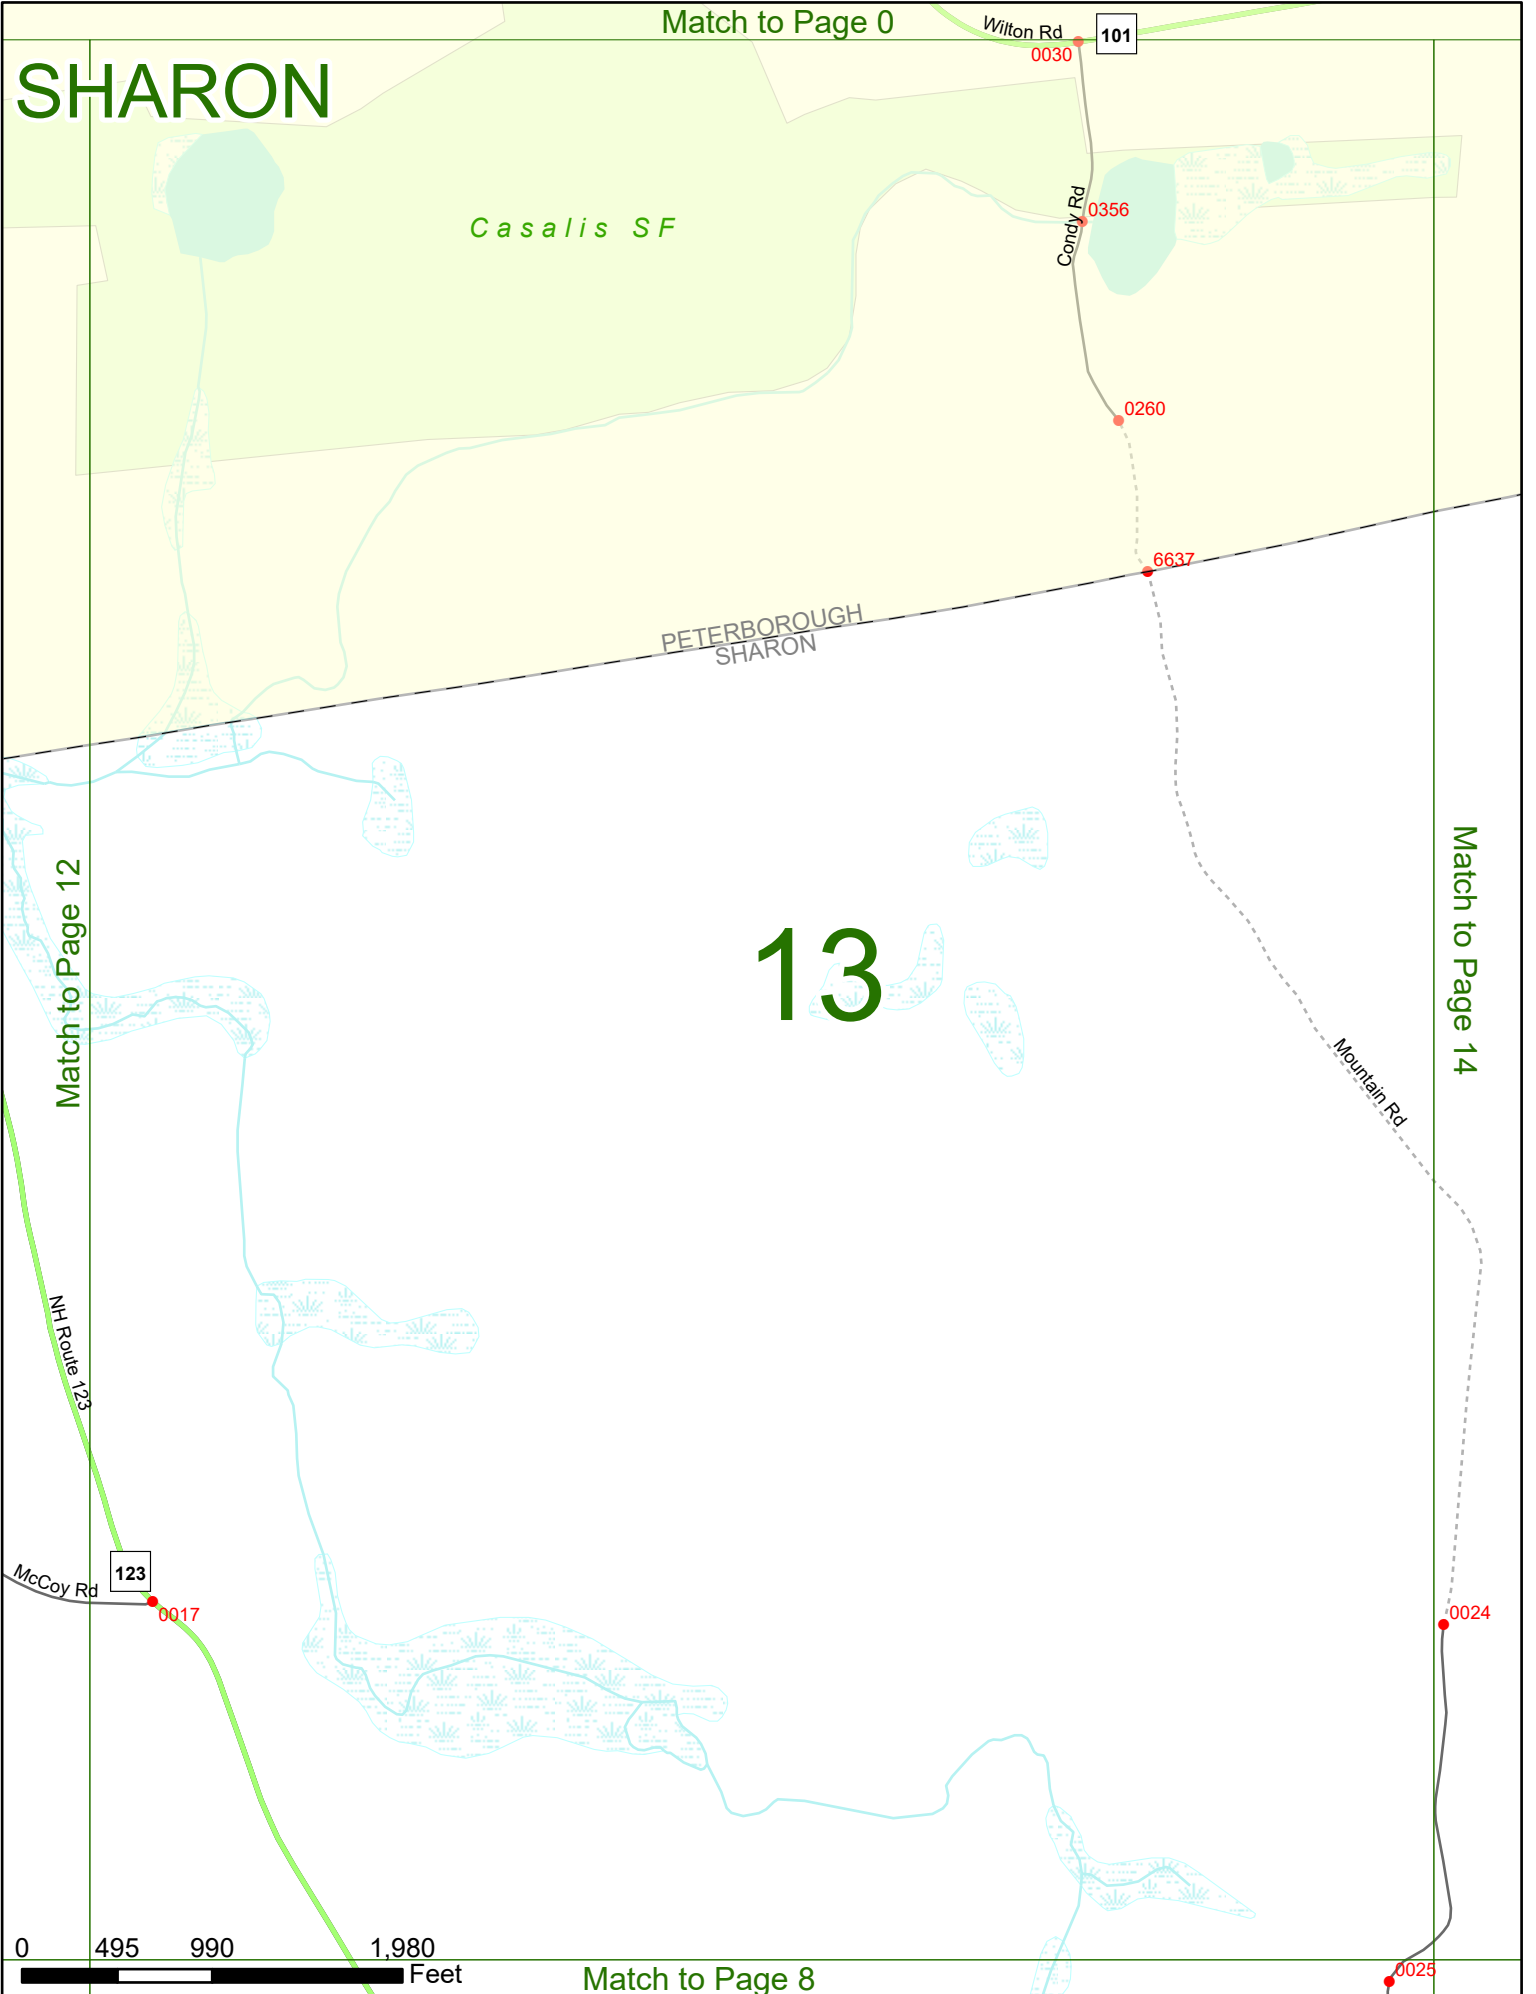 Match to Page 0
Wilton Rd
101
0030
SHARON
Casalis SF
Condy Rd
0356
0260
6637
PETERBOROUGH
SHARON
Match to Page 12
13
Match to Page 14
Mountain Rd
NH Route 123
123
McCoy Rd
0017
0024
0 495 990 1,980
Feet
Match to Page 8
0025